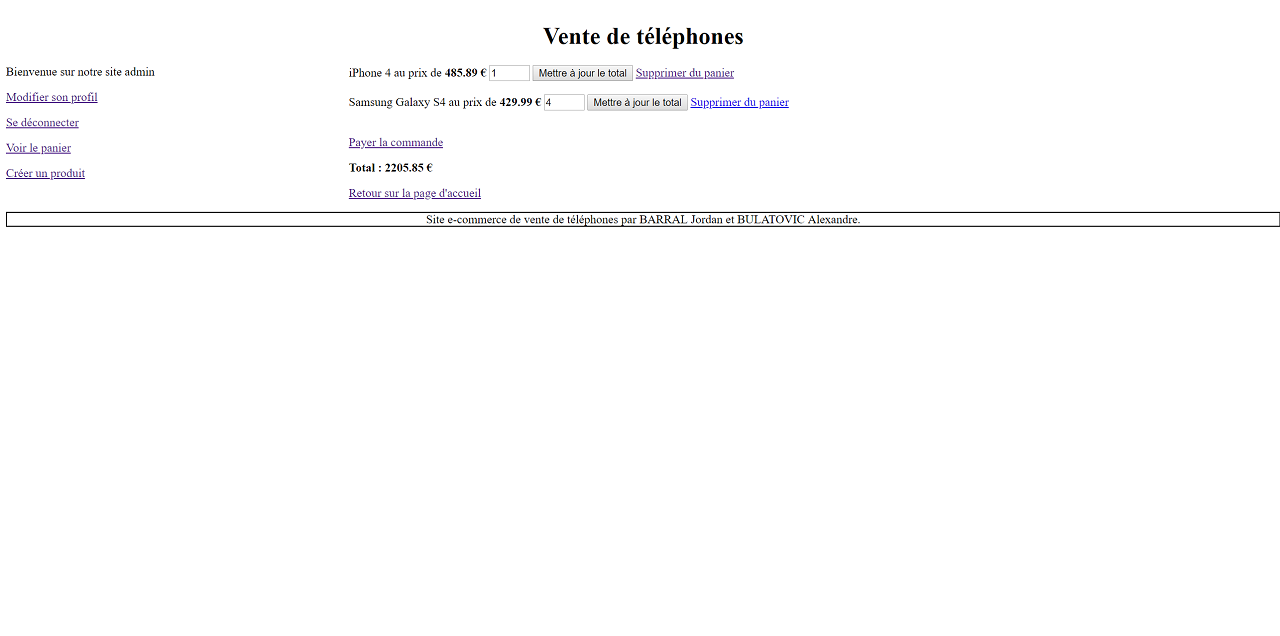 Vente de téléphones
Bienvenue sur notre site admin
Modifier son profil
Se déconnecter
Voir le panier
Créer un produit
iPhone 4 au prix de 485.89 € 1 Mettre à jour le total Supprimer du panier
Samsung Galaxy S4 au prix de 429.99 € 4 Mettre à jour le total Supprimer du panier
Payer la commande
Total : 2205.85 €
Retour sur la page d'accueil
Site e-commerce de vente de téléphones par BARRAL Jordan et BULATOVIC Alexandre.